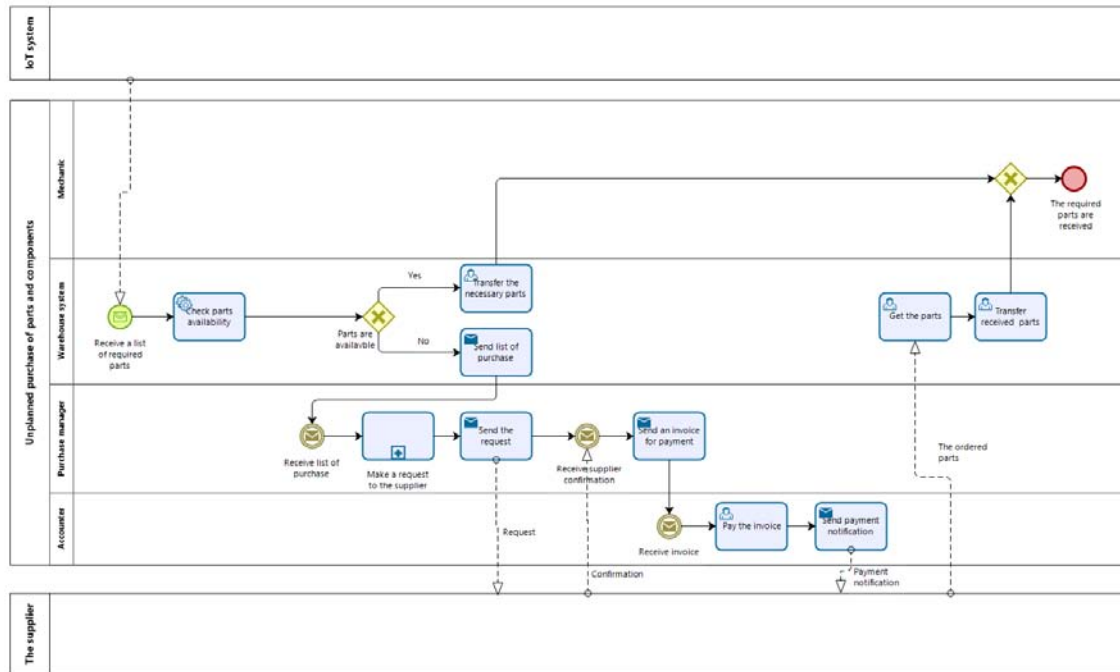 IoT system
Unplanned purchase of parts and components
Mechanik
Warehouse system
Purchase manager
Accounter
The supplier
Receive a list
of required
parts
Check parts
availability
Parts are
availavble
Yes
No
Transfer the
necessary parts
Send list of
purchase
Get the parts
Transfer
received parts
The required
parts are
received
Receive list of
purchase
Make a request
to the supplier
Send the
request
Receive supplier
confirmation
Send an invoice
for payment
The ordered
parts
Receive invoice
Pay the invoice
Send payment
notification
Request
Confirmation
Payment
notification